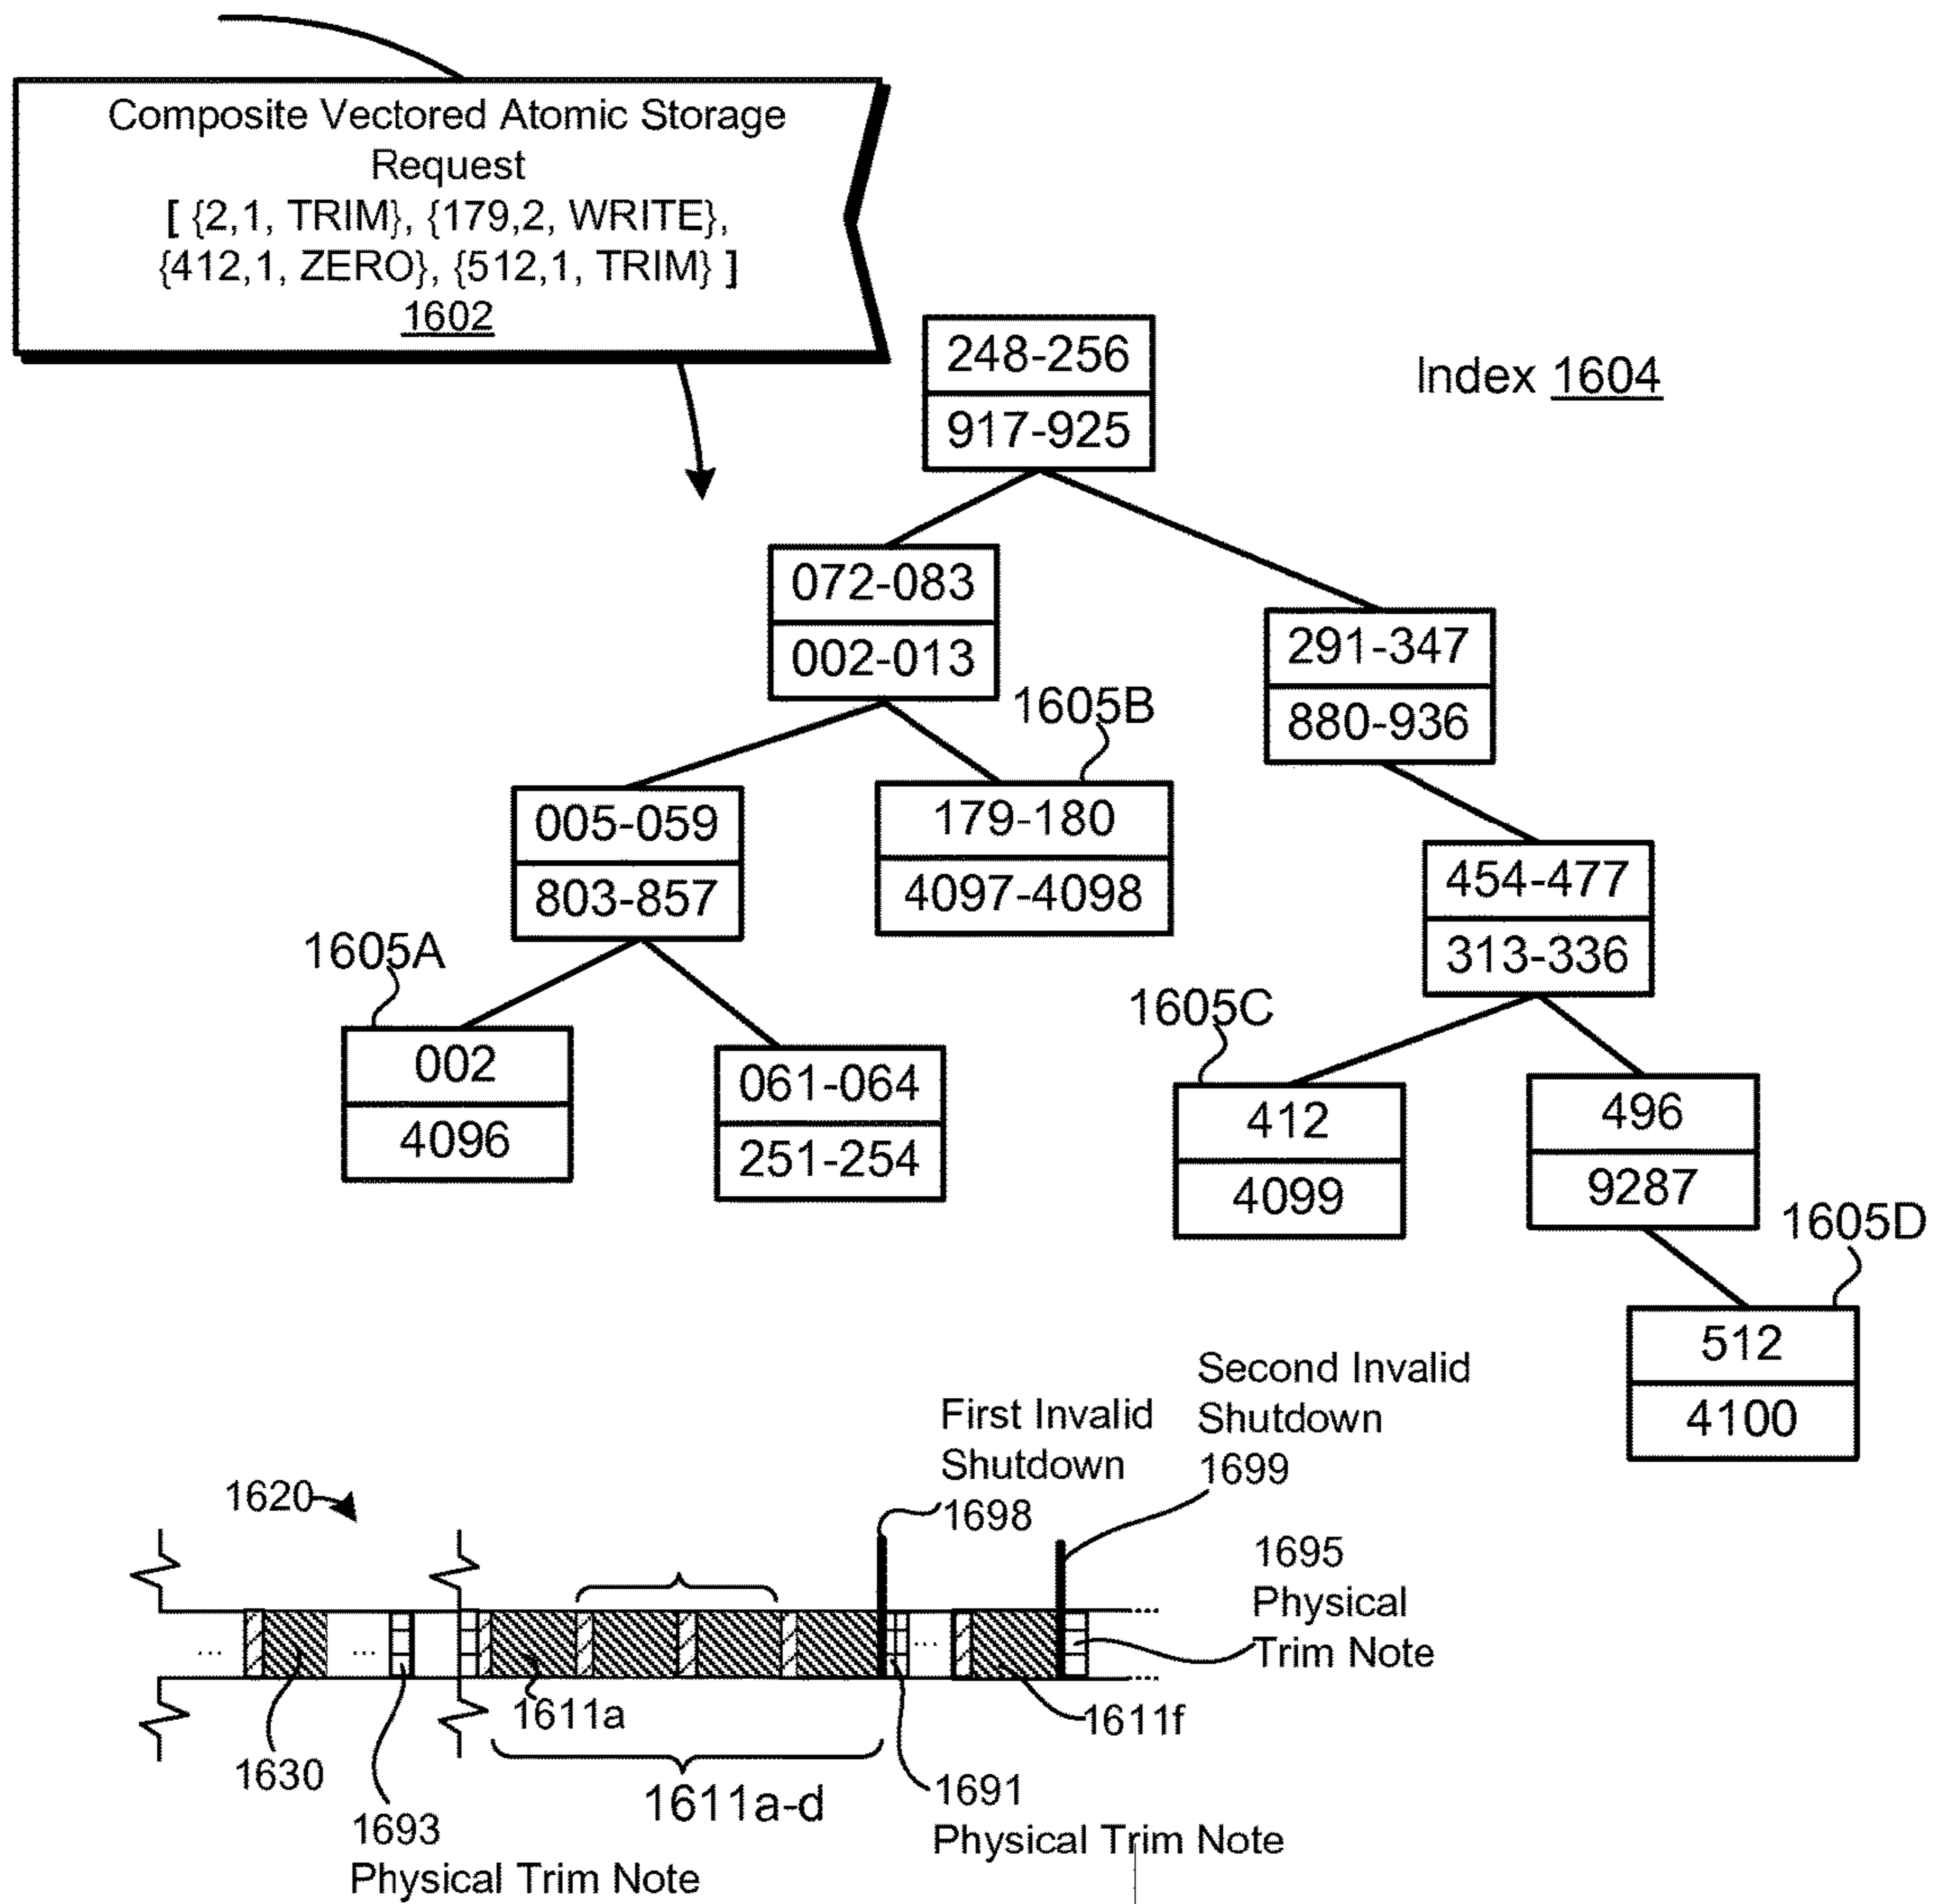 Composite Vectored Atomic Storage
Request
[ {2,1, TRIM}, {179,2, WRITE},
{412,1, ZERO}, {512,1, TRIM} ]
1602
Index 1604
248-256
917-925
072-083
002-013
291-347
880-936
1605B
005-059
803-857
179-180
4097-4098
454-477
313-336
1605A
002
4096
061-064
251-254
1605C
412
4099
496
9287
1605D
512
4100
First Invalid
Shutdown
1698
Second Invalid
Shutdown
1699
1620
1695
Physical
Trim Note
... ... ...
1611a
1611f
1630
1611a-d
1693
Physical Trim Note
1691
Physical Trim Note